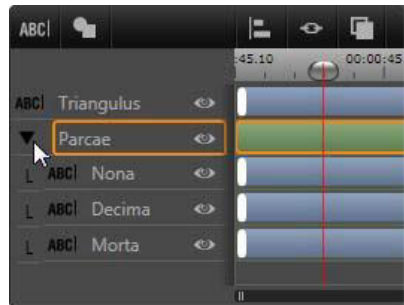 ABC
:45.10 00:00:45
ABC Triangulus
Parcae
L ABC Nona
L ABC Decima
L ABC Morta